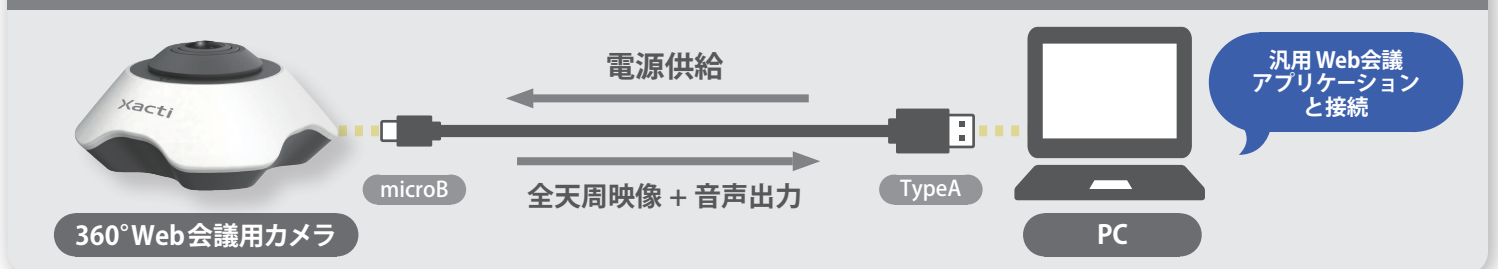 電源供給
汎用 Web会議
アプリケーション
と接続
xacti
microB
TypeA
全天周映像 + 音声出力
360°Web会議用カメラ
PC